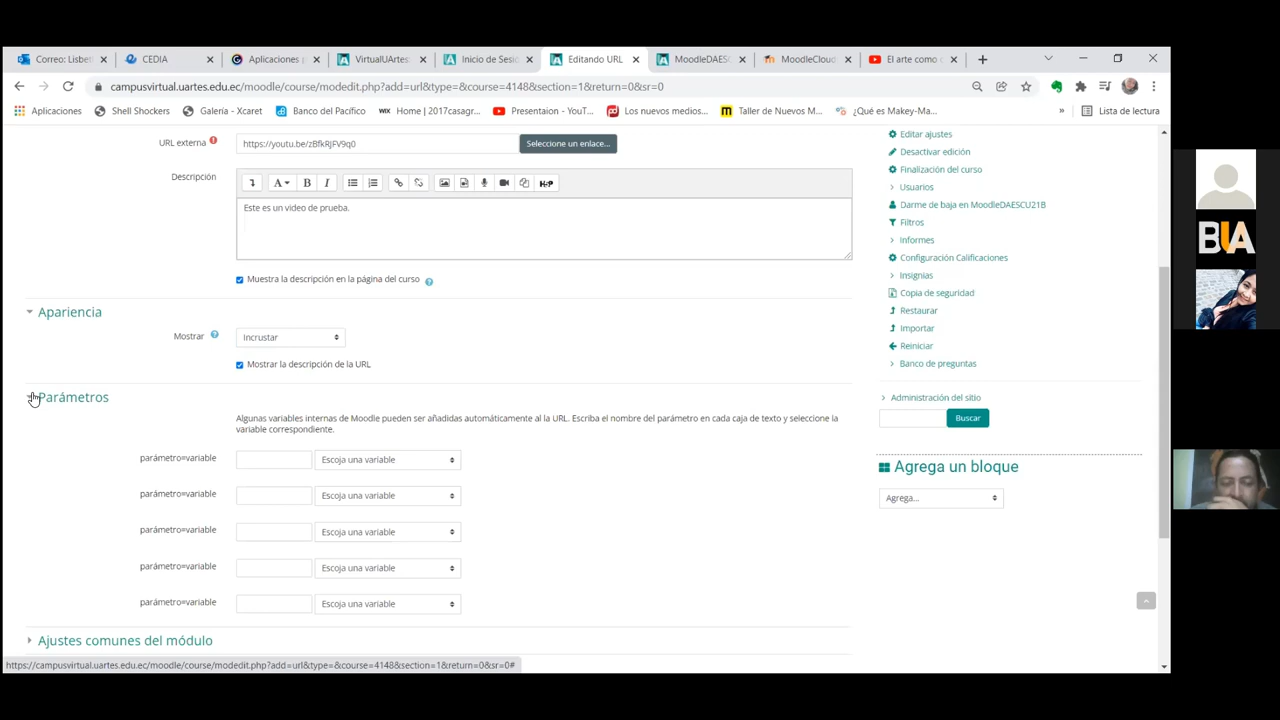 Correo: Lisbet
CEDIA
Aplicaciones
VirtualUArtes
Inicio de Sesi
Editando URL
MoodleDAES
MoodleCloud
El arte como
campusvirtual.uartes.edu.ec/moodle/course/modedit.php?add=url&type=&course=4148&section=1&return=0&sr=0
Aplicaciones
Shell Shockers
Galería - Xcaret
Banco del Pacifico
WIX Home | 2017casagr...
Presentaion - YouT...
Los nuevos medios...
Taller de Nuevos M...
¿Qué es Makey-Ma...
»
Lista de lectura
URL externa
https://youtu.be/zBfkRJFV9q0
Seleccione un enlace...
Descripción
A B I H-P
Este es un video de prueba.
Muestra la descripción en la página del curso
Apariencia
Mostrar
Incrustar
Mostrar la descripción de la URL
Parámetros
Algunas variables internas de Moodle pueden ser añadidas automáticamente al la URL. Escriba el nombre del parámetro en cada caja de texto y seleccione la
variable correspondiente.
parámetro=variable Escoja una variable
parámetro=variable Escoja una variable
parámetro=variable Escoja una variable
parámetro=variable Escoja una variable
parámetro=variable Escoja una variable
Ajustes comunes del módulo
https://campusvirtual.uartes.edu.ec/moodle/course/modedit.php?add=url&type=&course=4148&section=1&return=0&sr=0#
Editar ajustes
Desactivar edición
Finalización del curso
Usuarios
Darme de baja en MoodleDAESCU21B
Filtros
Informes
Configuración Calificaciones
Insignias
Copia de seguridad
Restaurar
Importar
Reiniciar
Banco de preguntas
Administración del sitio
Buscar
Agrega un bloque
Agrega...
BUA